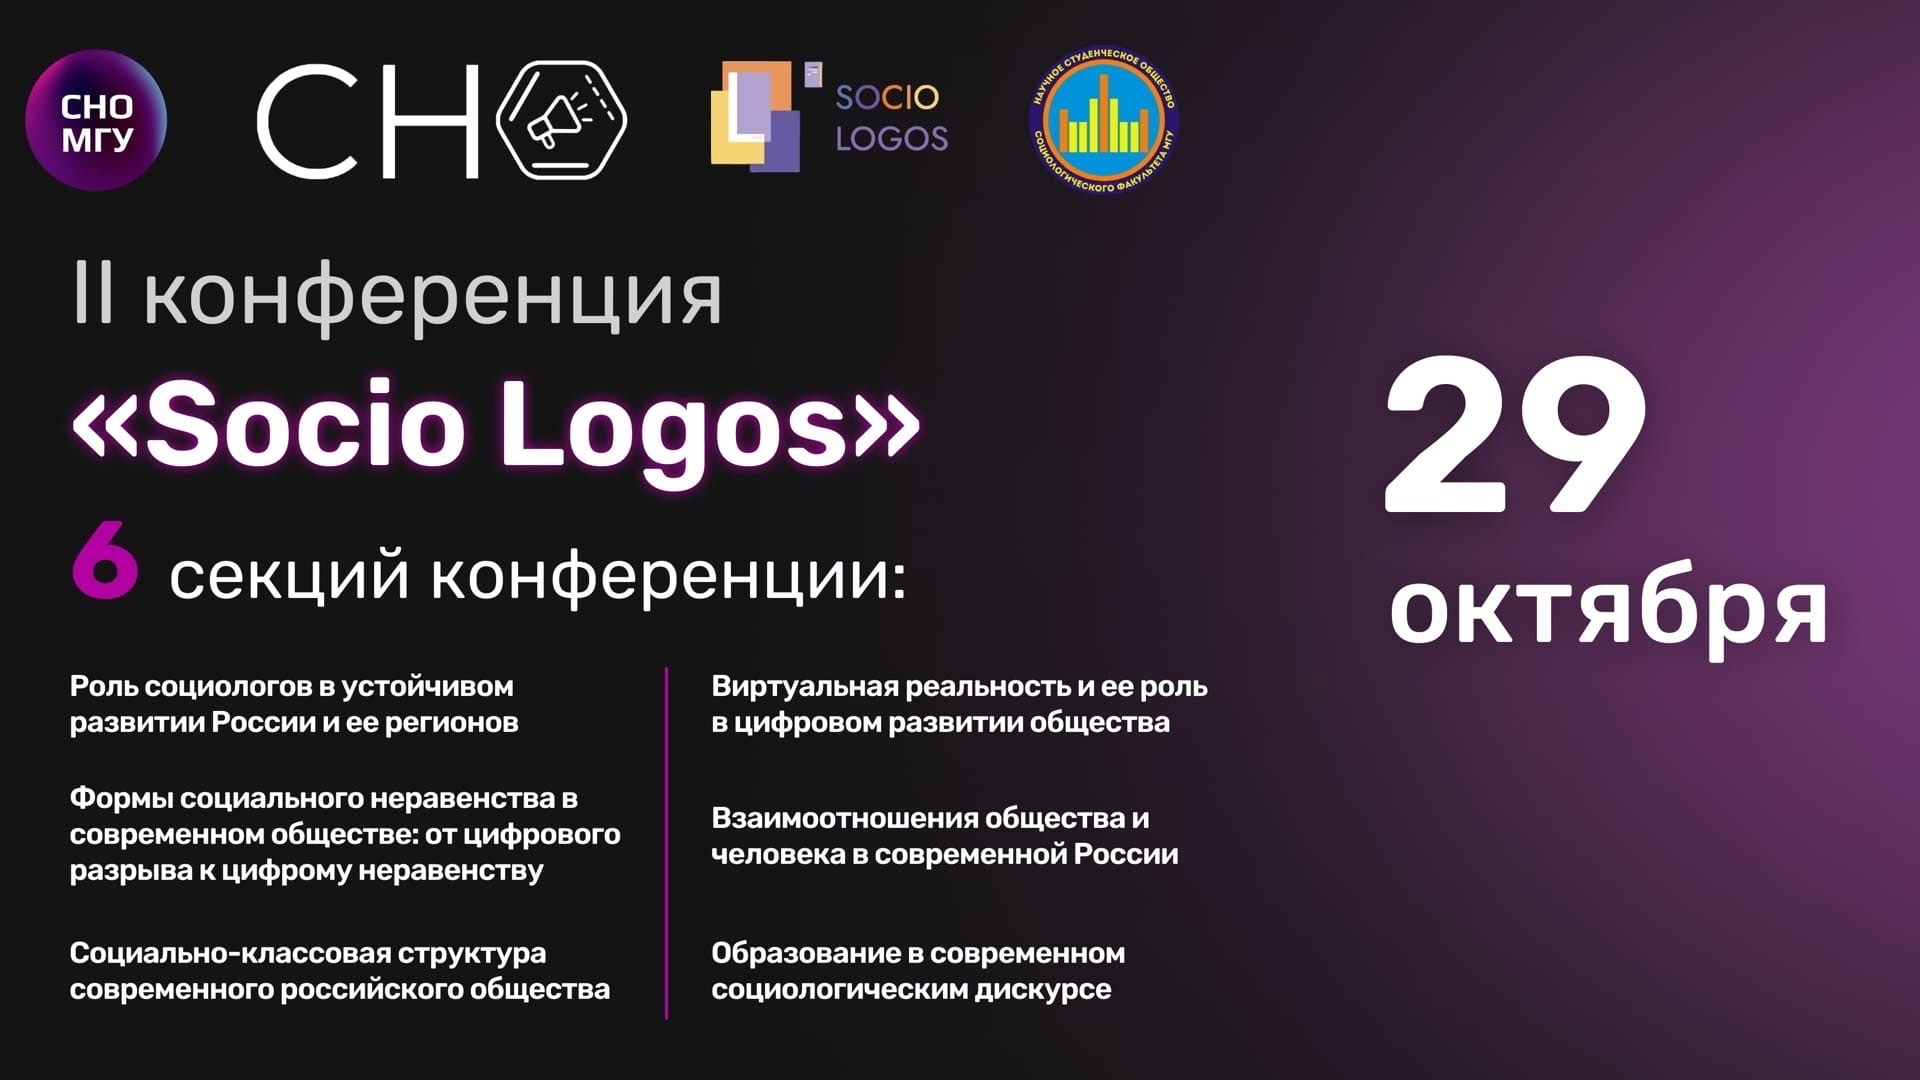 СНО
МГУ
СН
L
SOCIO
LOGOS
НАУЧНОЕ СТУДЕНЧЕСКОЕ ОБЩЕСТВО
СОЦИОЛОГИЧЕСКОГО ФАКУЛЬТЕТА МГУ
II конференция
«Socio Logos»
6 секций конференции:
29
октября
Роль социологов в устойчивом
развитии России и ее регионов
Формы социального неравенства в
современном обществе: от цифрового
разрыва к цифрому неравенству
Социально-классовая структура
современного российского общества
Виртуальная реальность и ее роль
в цифровом развитии общества
Взаимоотношения общества и
человека в современной России
Образование в современном
социологическим дискурсе